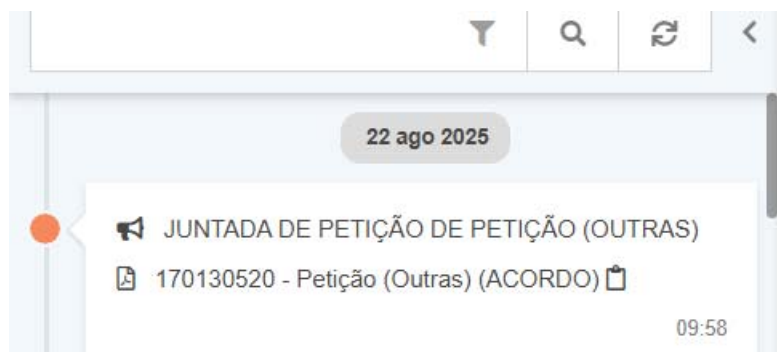 22 ago 2025
JUNTADA DE PETIÇÃO DE PETIÇÃO (OUTRAS)
170130520 - Petição (Outras) (ACORDO)
09:58